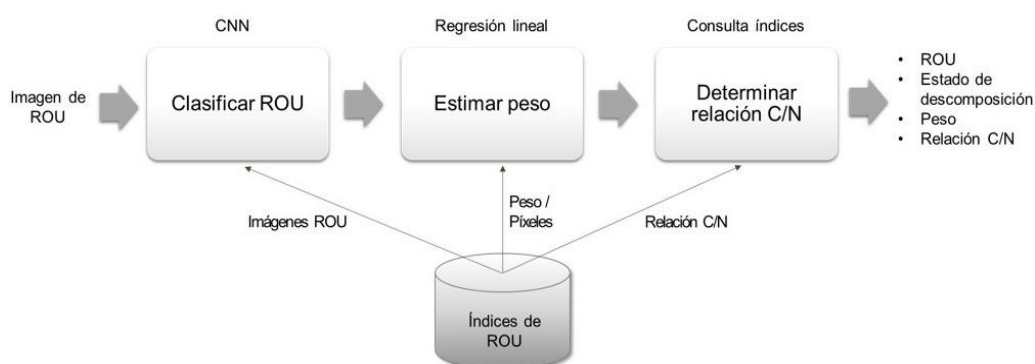 CNN
Regresión lineal
Consulta índices
Imagen de
ROU
Clasificar ROU
Estimar peso
Determinar
relación C/N
• ROU
• Estado de
descomposición
• Peso
• Relación C/N
Imágenes ROU
Peso /
Píxeles
Relación C/N
Índices de
ROU